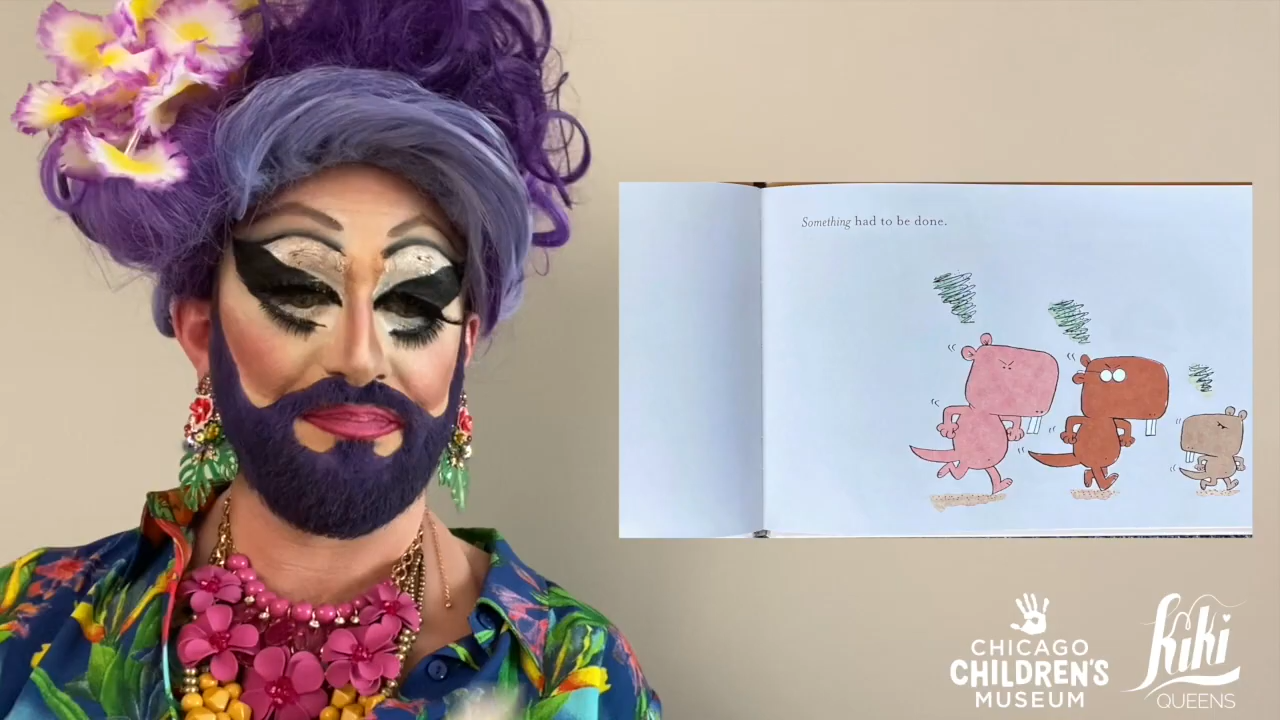 Something had to be done.
CHICAGO
CHILDREN'S
MUSEUM
Kiki
QUEENS